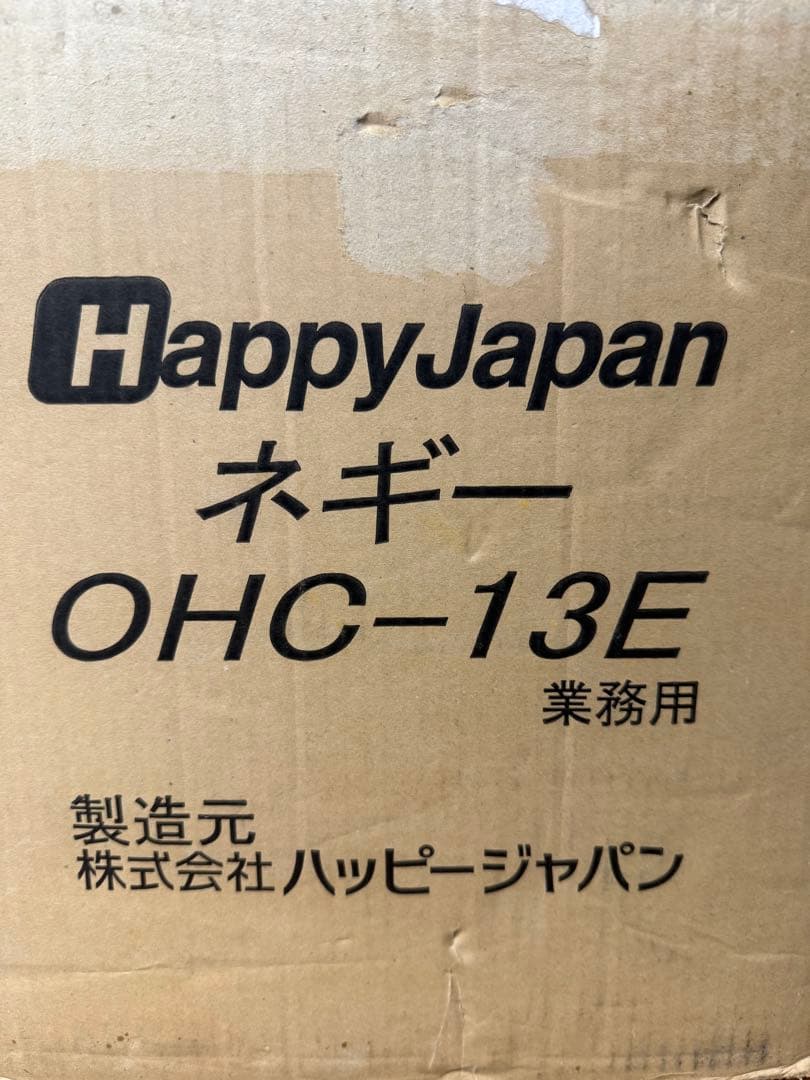 HappyJapan
ネギー
OHC-13E
業務用
製造元
株式会社ハッピージャパン